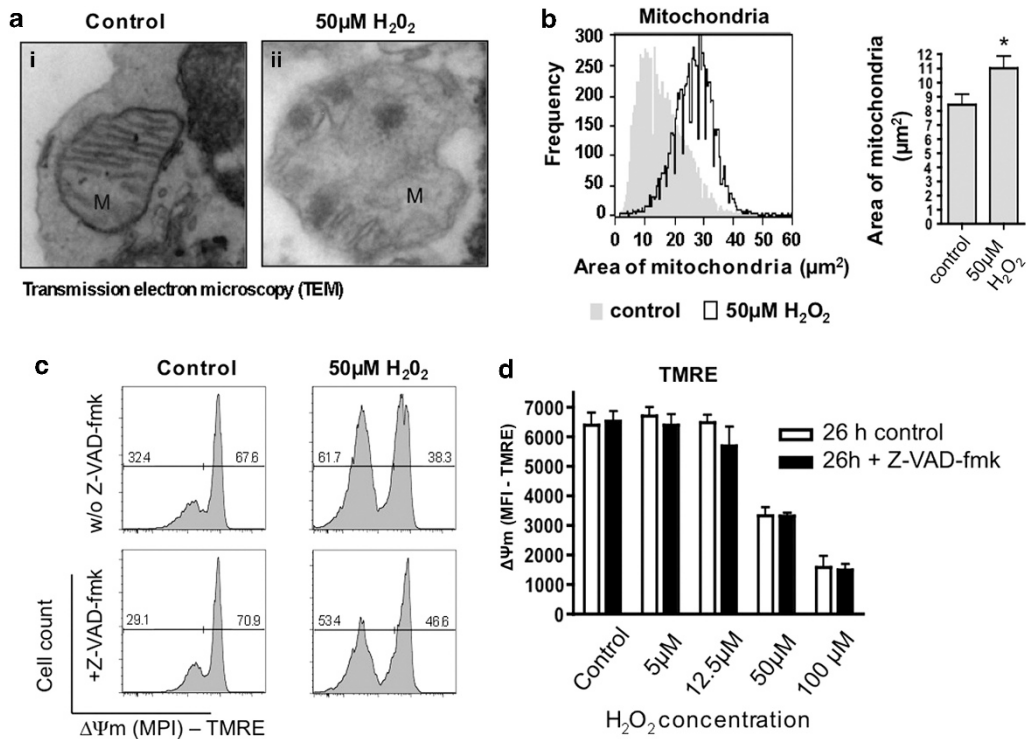 a
Control
50µM H₂0₂
i
ii
M
M
Transmission electron microscopy (TEM)
b
Mitochondria
Frequency
300
250
200
150
100
50
0
0 10 20 30 40 50 60
Area of mitochondria (µm²)
control
50µM H₂O₂
*
Area of mitochondria
(µm²)
12
11
10
9
8
7
6
5
4
3
2
1
0
control
50µM
H₂O₂
c
Control
50µM H₂0₂
w/o Z-VAD-fmk
32.4 67.6
61.7 38.3
+Z-VAD-fmk
29.1 70.9
53.4 46.6
Cell count
ΔΨm (MPI) – TMRE
d
TMRE
ΔΨm (MFI - TMRE)
7000
6000
5000
4000
3000
2000
1000
0
26 h control
26h + Z-VAD-fmk
Control
5µM
12.5µM
50µM
100 µM
H₂O₂ concentration